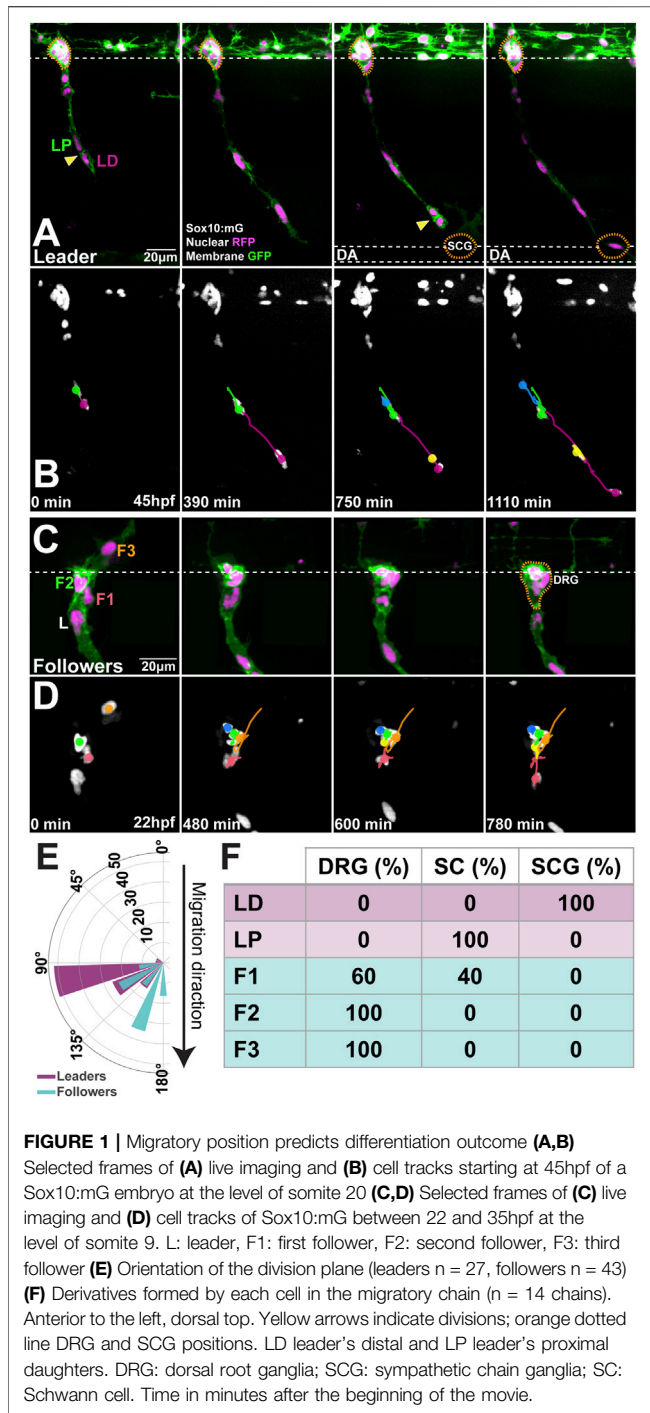 LP
LD
A
Leader
20µm
Sox10:mG
Nuclear RFP
Membrane GFP
SCG
DA
DA
B
0 min
45hpf
390 min
750 min
1110 min
C
F3
F2
F1
L
Followers
20µm
DRG
D
0 min
22hpf
480 min
600 min
780 min
E
0°
45°
90°
135°
180°
50
40
30
20
10
Migration diraction
Leaders
Followers
F
DRG (%) SC (%) SCG (%)
LD 0 0 100
LP 0 100 0
F1 60 40 0
F2 100 0 0
F3 100 0 0
FIGURE 1 | Migratory position predicts differentiation outcome (A,B)
Selected frames of (A) live imaging and (B) cell tracks starting at 45hpf of a
Sox10:mG embryo at the level of somite 20 (C,D) Selected frames of (C) live
imaging and (D) cell tracks of Sox10:mG between 22 and 35hpf at the
level of somite 9. L: leader, F1: first follower, F2: second follower, F3: third
follower (E) Orientation of the division plane (leaders n = 27, followers n = 43)
(F) Derivatives formed by each cell in the migratory chain (n = 14 chains).
Anterior to the left, dorsal top. Yellow arrows indicate divisions; orange dotted
line DRG and SCG positions. LD leader's distal and LP leader's proximal
daughters. DRG: dorsal root ganglia; SCG: sympathetic chain ganglia; SC:
Schwann cell. Time in minutes after the beginning of the movie.